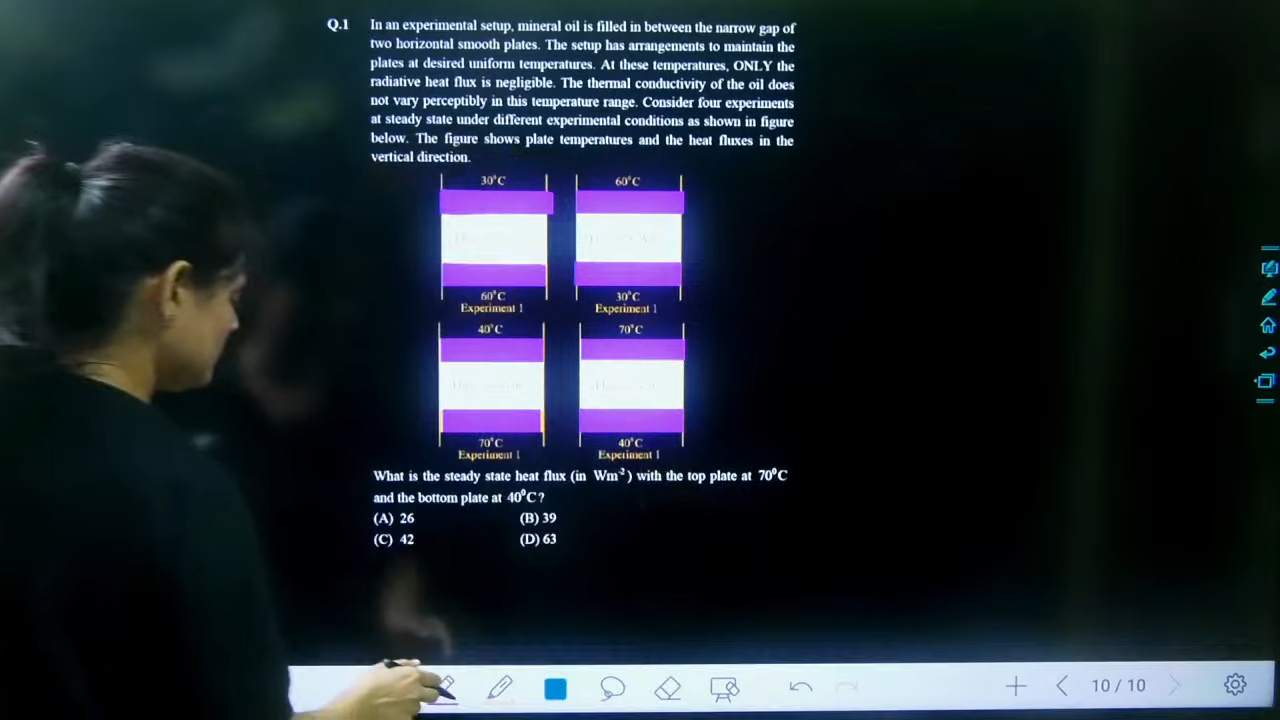 Q.1 In an experimental setup, mineral oil is filled in between the narrow gap of
two horizontal smooth plates. The setup has arrangements to maintain the
plates at desired uniform temperatures. At these temperatures, ONLY the
radiative heat flux is negligible. The thermal conductivity of the oil does
not vary perceptibly in this temperature range. Consider four experiments
at steady state under different experimental conditions as shown in figure
below. The figure shows plate temperatures and the heat fluxes in the
vertical direction.
30°C 60°C
60°C 30°C
Experiment 1 Experiment 1
40°C 70°C
70°C 40°C
Experiment 1 Experiment 1
What is the steady state heat flux (in Wm⁻²) with the top plate at 70⁰C
and the bottom plate at 40⁰C?
(A) 26 (B) 39
(C) 42 (D) 63
10 / 10